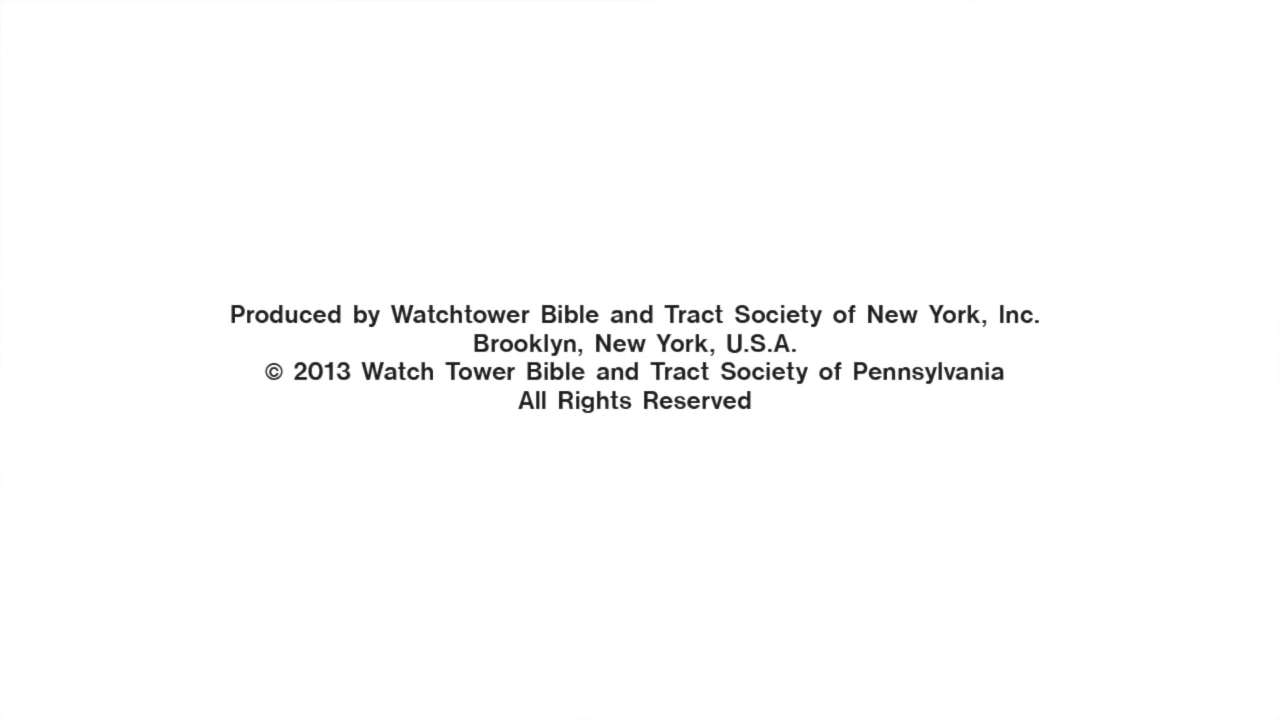 Produced by Watchtower Bible and Tract Society of New York, Inc.
Brooklyn, New York, U.S.A.
© 2013 Watch Tower Bible and Tract Society of Pennsylvania
All Rights Reserved